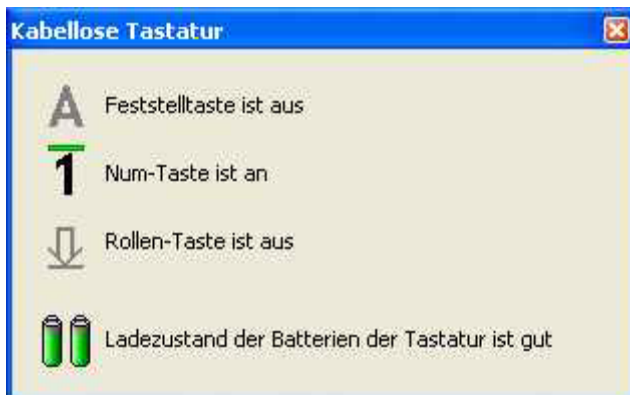 Kabellose Tastatur
A Feststelltaste ist aus
1 Num-Taste ist an
Rollen-Taste ist aus
Ladezustand der Batterien der Tastatur ist gut